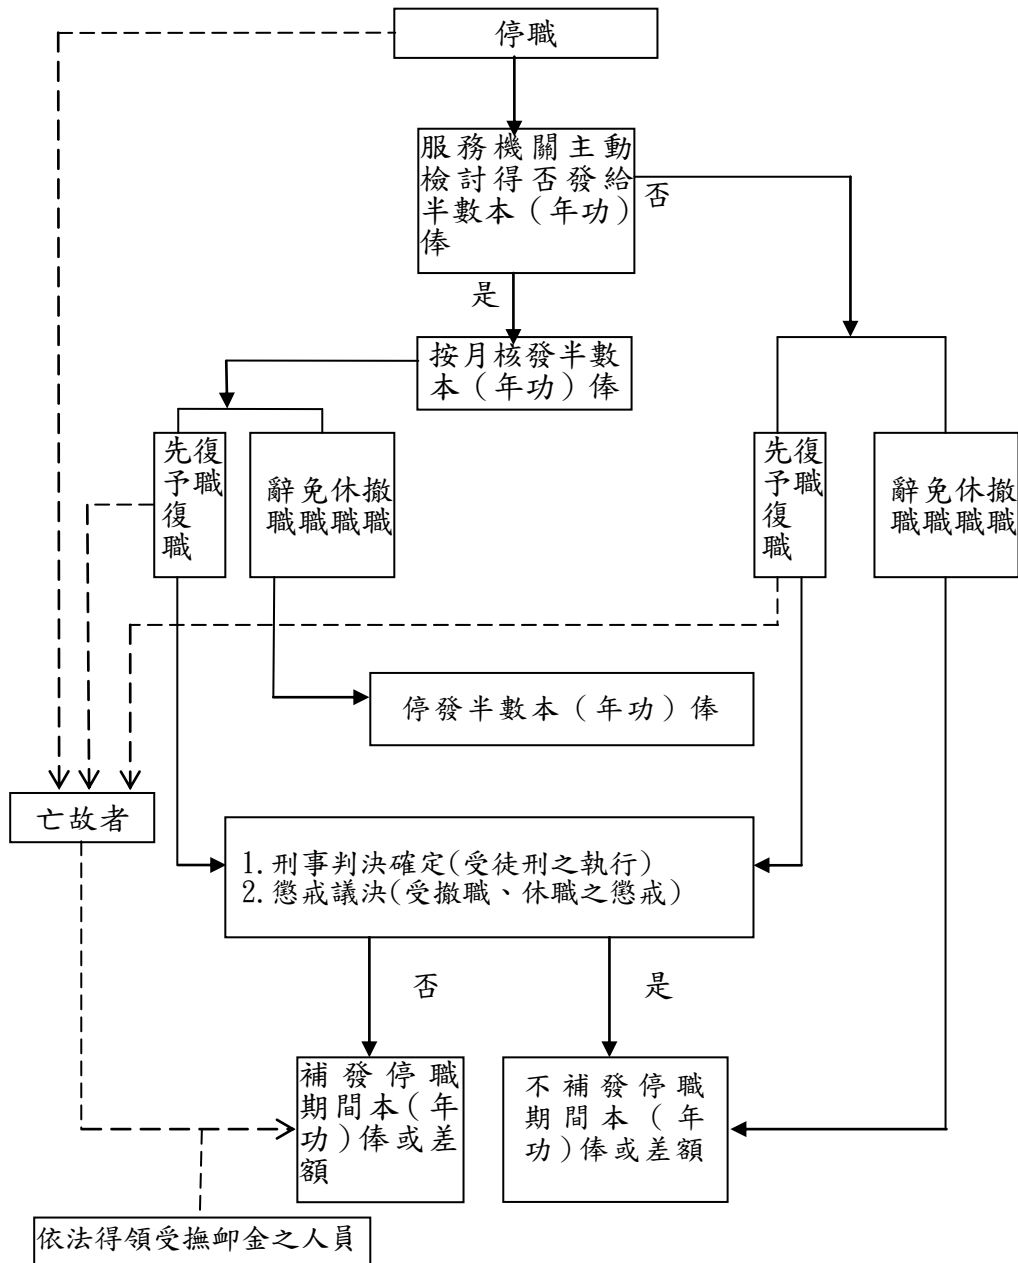 停職
服務機關主動
檢討得否發給
半數本（年功）
俸
否
是
按月核發半數
本（年功）俸
先予復職
復職
辭職
免職
休職
撤職
先予復職
復職
辭職
免職
休職
撤職
停發半數本（年功）俸
亡故者
1.刑事判決確定(受徒刑之執行)
2.懲戒議決(受撤職、休職之懲戒)
否
是
補發停職
期間本(年
功)俸或差
額
不補發停職
期間本（年
功)俸或差額
依法得領受撫卹金之人員